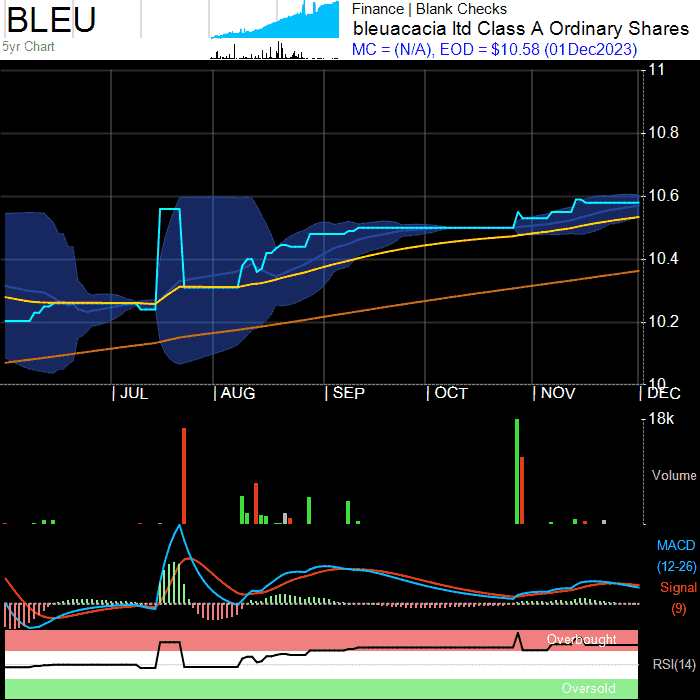 BLEU
5yr Chart
Finance | Blank Checks
bleuacacia ltd Class A Ordinary Shares
MC = (N/A), EOD = $10.58 (01Dec2023)
11
10.8
10.6
10.4
10.2
10
| JUL | AUG | SEP | OCT | NOV | DEC
18k
Volume
MACD
(12-26)
Signal
(9)
Overbought
RSI(14)
Oversold